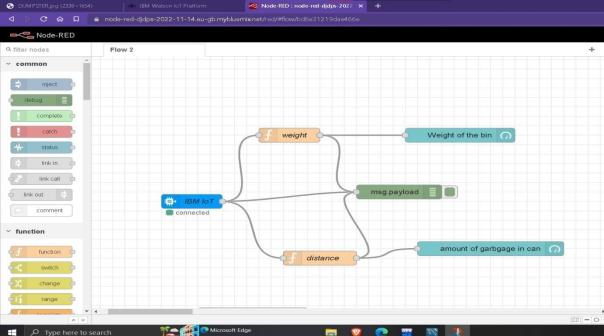 DUMPSTER.jpg (2328×1654)
IBM Watson IoT Platform
Node-RED : node-red-djdps-2022
node-red-djdps-2022-11-14.eu-gb.mybluemix.net/red/#flow/bd8e31219dae466e
Node-RED
filter nodes
Flow 2
common
inject
debug
complete
catch
status
link in
link call
link out
comment
function
function
switch
change
range
weight
Weight of the bin
msg.payload
IBM IoT
connected
distance
amount of garbgage in can
Type here to search
Microsoft Edge